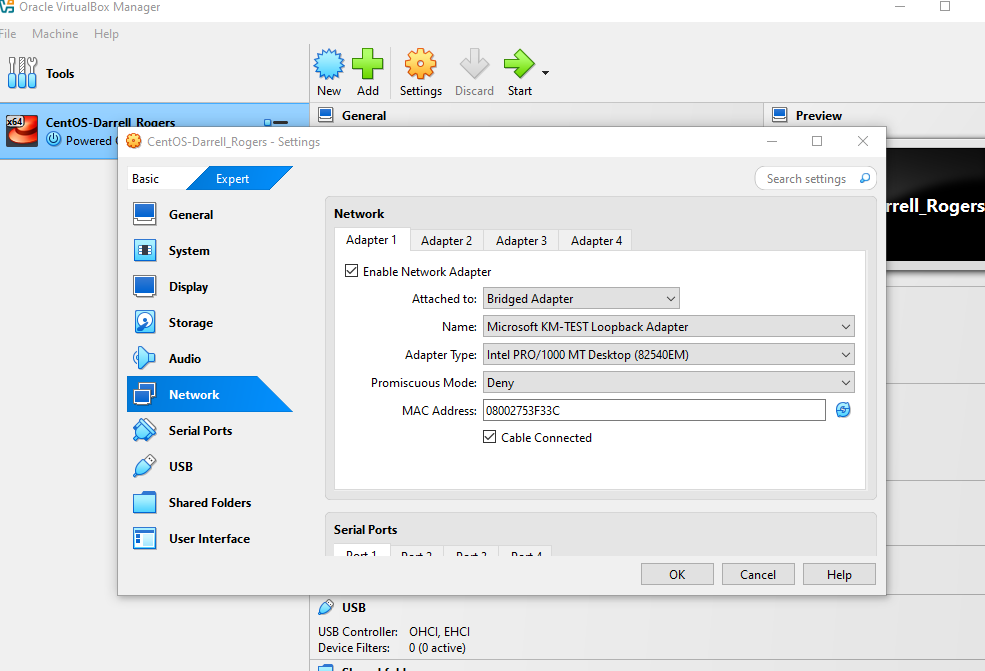 Oracle VirtualBox Manager
File Machine Help
Tools
New Add Settings Discard Start
x64
CentOS-Darrell_Rogers
Powered
General
Preview
rrell_Rogers
CentOS-Darrell_Rogers - Settings
Basic Expert
Search settings
General
System
Display
Storage
Audio
Network
Serial Ports
USB
Shared Folders
User Interface
Network
Adapter 1 Adapter 2 Adapter 3 Adapter 4
Enable Network Adapter
Attached to: Bridged Adapter
Name: Microsoft KM-TEST Loopback Adapter
Adapter Type: Intel PRO/1000 MT Desktop (82540EM)
Promiscuous Mode: Deny
MAC Address: 08002753F33C
Cable Connected
Serial Ports
Port 1 Port 2 Port 3 Port 4
OK Cancel Help
USB
USB Controller: OHCI, EHCI
Device Filters: 0 (0 active)